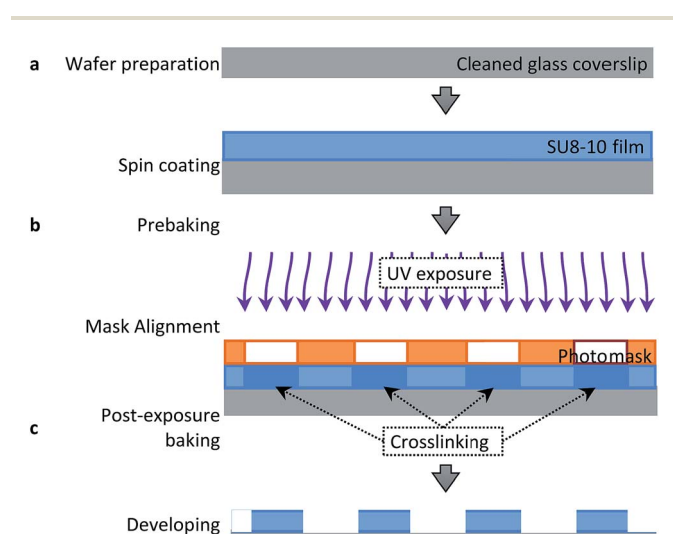 a Wafer preparation
Cleaned glass coverslip
SU8-10 film
Spin coating
b Prebaking
UV exposure
Mask Alignment
Photomask
Post-exposure
baking
c
Crosslinking
Developing